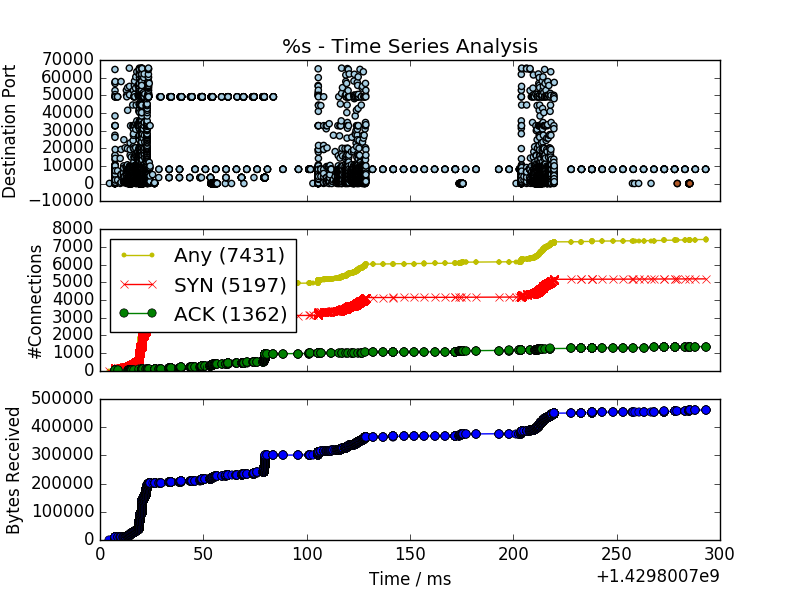 %s - Time Series Analysis
Destination Port
70000
60000
50000
40000
30000
20000
10000
0
−10000
#Connections
8000
7000
6000
5000
4000
3000
2000
1000
0
Any (7431)
SYN (5197)
ACK (1362)
Bytes Received
500000
400000
300000
200000
100000
0
0 50 100 150 200 250 300
Time / ms
+1.4298007e9